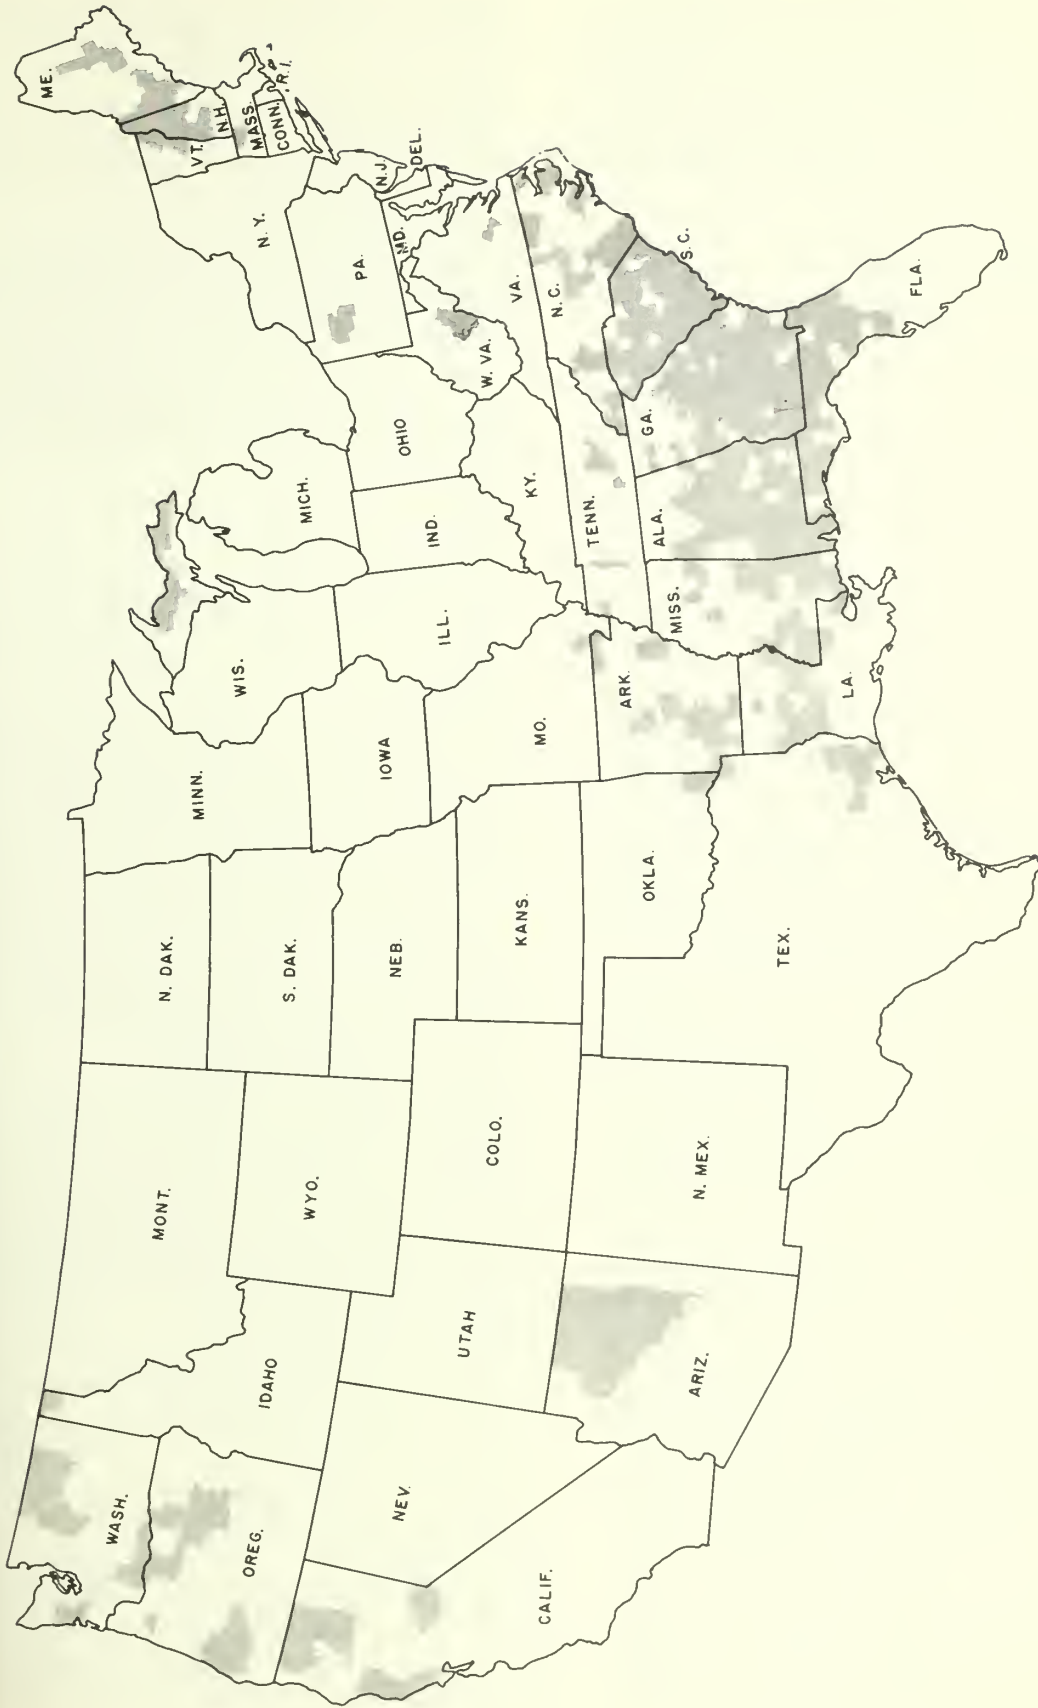 WASH.
OREG.
CALIF.
NEV.
IDAHO
MONT.
WYO.
UTAH
ARIZ.
COLO.
N. MEX.
N. DAK.
S. DAK.
NEB.
KANS.
OKLA.
TEX.
MINN.
IOWA
MO.
ARK.
LA.
WIS.
ILL.
MICH.
IND.
OHIO
KY.
TENN.
MISS.
ALA.
GA.
FLA.
S.C.
N.C.
VA.
W. VA.
MD.
DEL.
PA.
N.J.
N.Y.
CONN.
R.I.
MASS.
VT.
N.H.
ME.